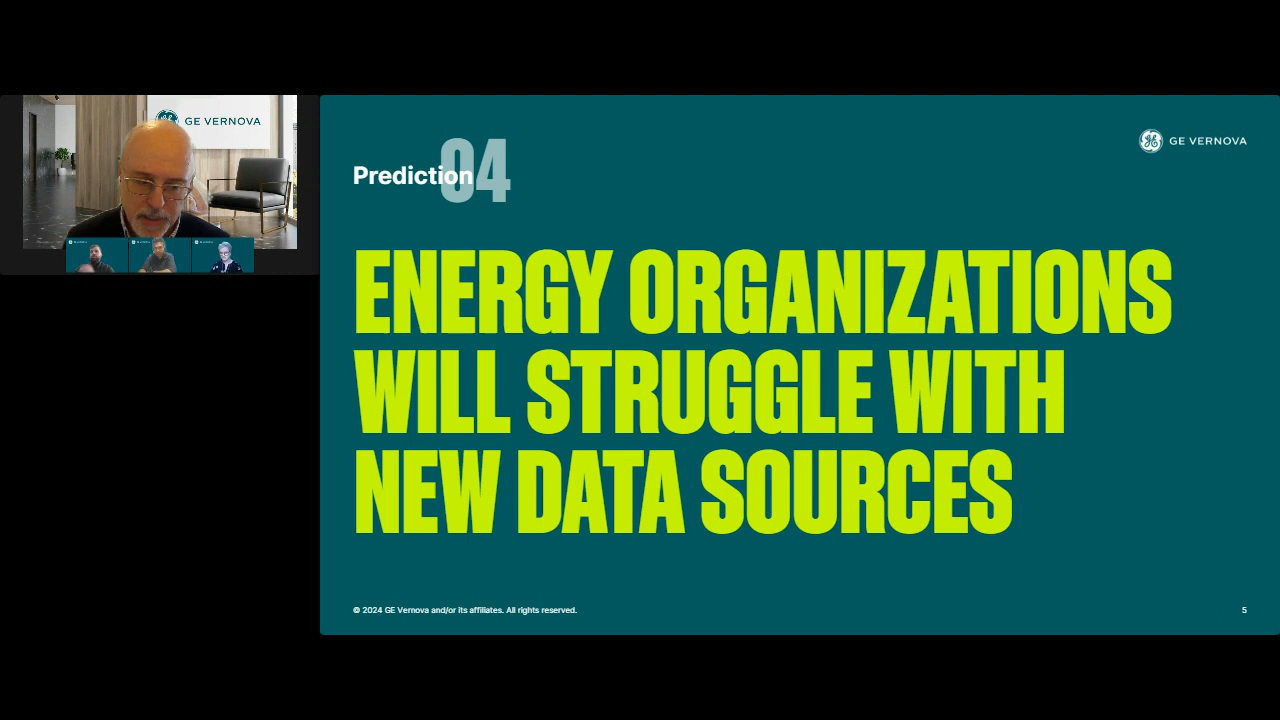 GE VERNOVA
GE VERNOVA
Prediction
04
ENERGY ORGANIZATIONS
WILL STRUGGLE WITH
NEW DATA SOURCES
© 2024 GE Vernova and/or its affiliates. All rights reserved.
5